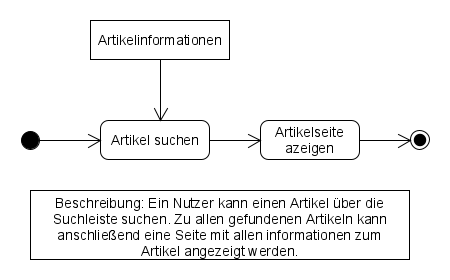 Artikelinformationen
Artikel suchen
Artikelseite
azeigen
Beschreibung: Ein Nutzer kann einen Artikel über die
Suchleiste suchen. Zu allen gefundenen Artikeln kann
anschließend eine Seite mit allen informationen zum
Artikel angezeigt werden.